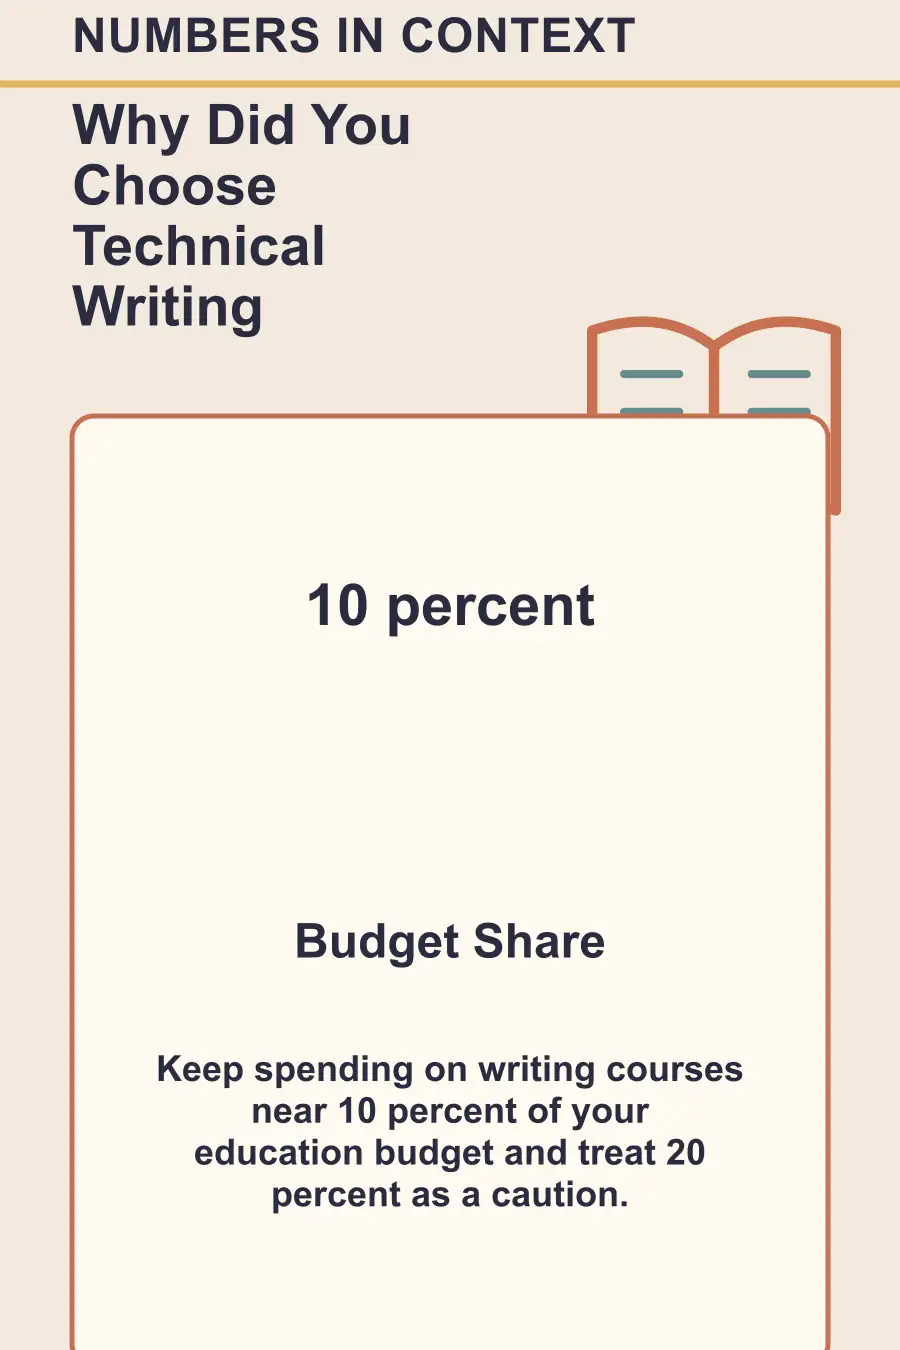 NUMBERS IN CONTEXT
Why Did You
Choose
Technical
Writing
10 percent
Budget Share
Keep spending on writing courses
near 10 percent of your
education budget and treat 20
percent as a caution.